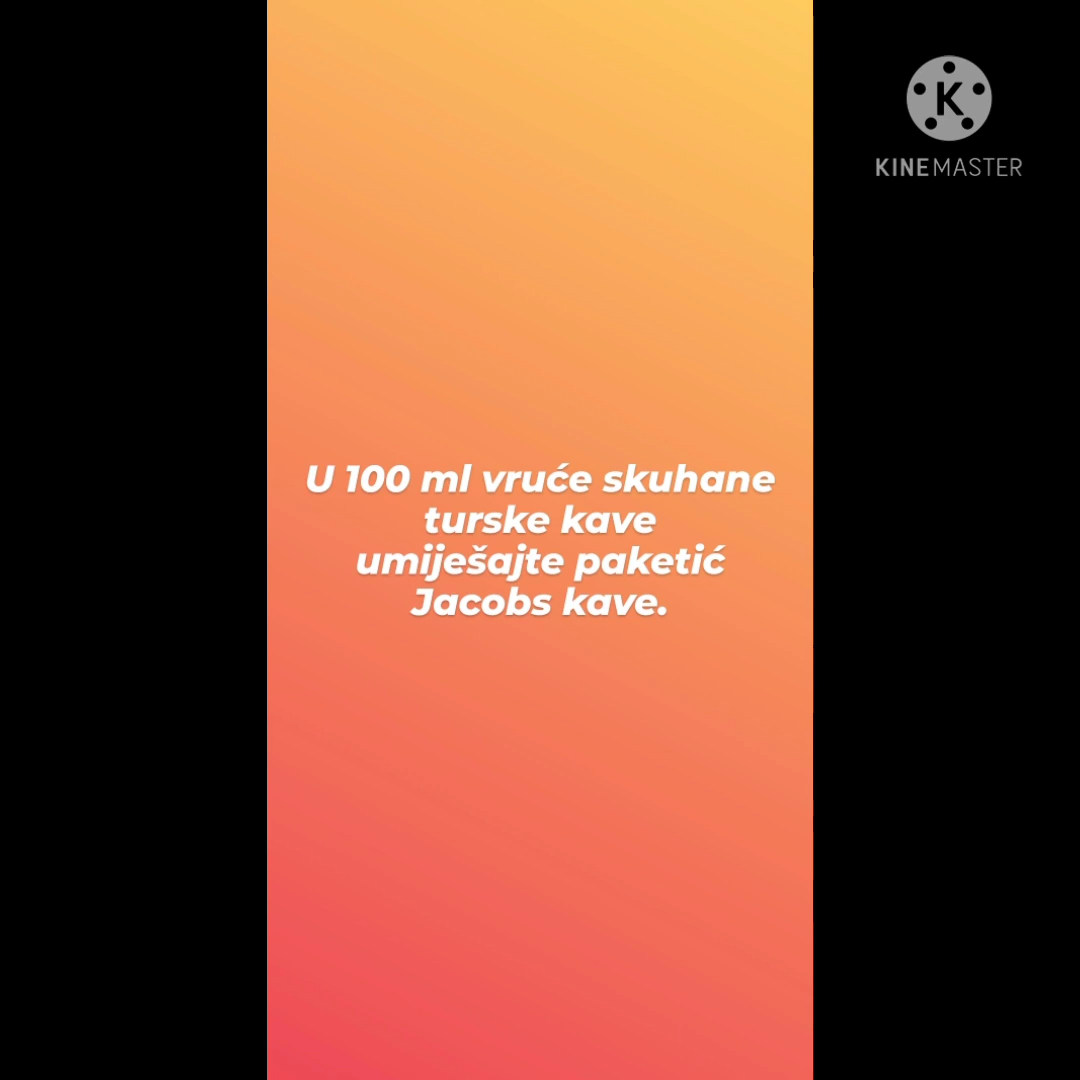 K
KINEMASTER
U 100 ml vruće skuhane
turske kave
umiješajte paketić
Jacobs kave.